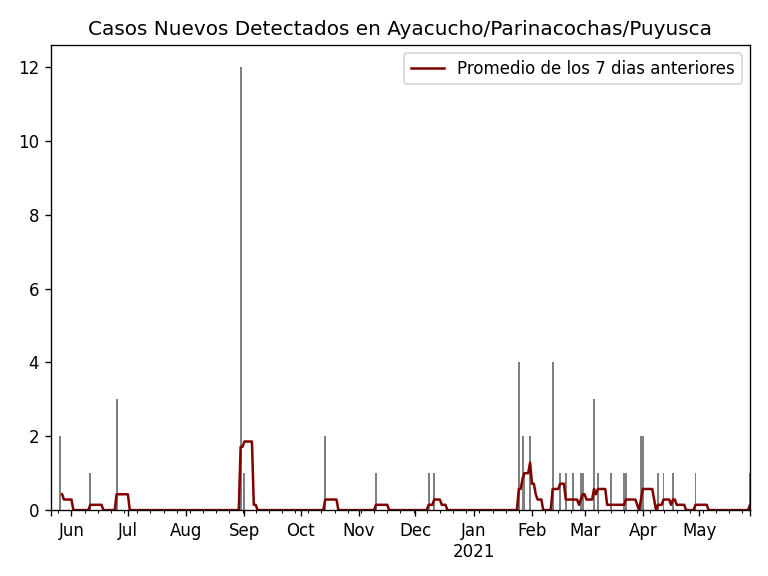 Casos Nuevos Detectados en Ayacucho/Parinacochas/Puyusca
Promedio de los 7 dias anteriores
12
10
8
6
4
2
0
Jun Jul Aug Sep Oct Nov Dec Jan Feb Mar Apr May
2021